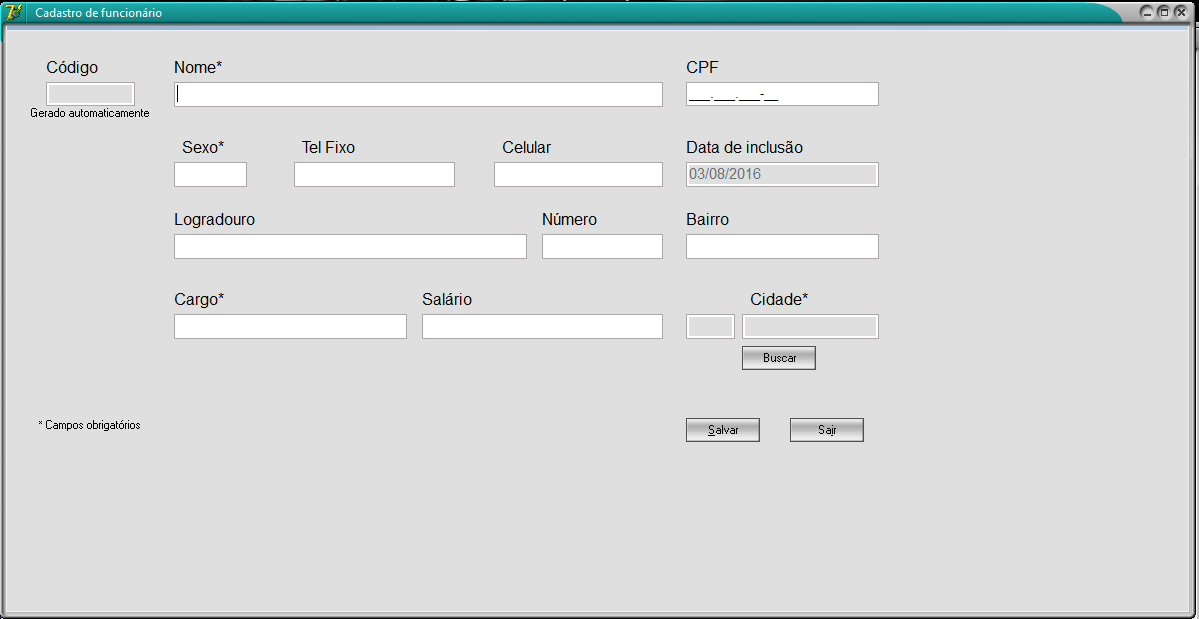 Cadastro de funcionário
Código Nome* CPF
___.___.___-__
Gerado automaticamente
Sexo* Tel Fixo Celular Data de inclusão
03/08/2016
Logradouro Número Bairro
Cargo* Salário Cidade*
Buscar
* Campos obrigatórios
Salvar Sair